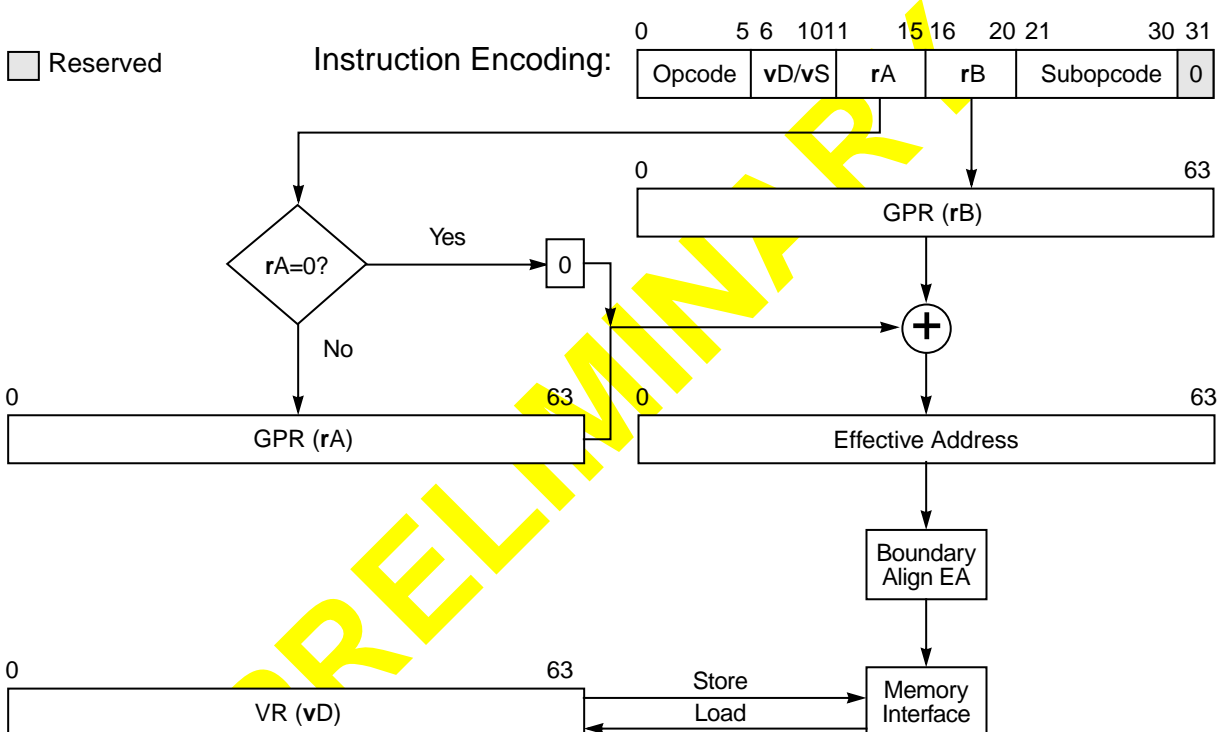 Reserved
Instruction Encoding:
0 5 6 10 11 15 16 20 21 30 31
Opcode vD/vS rA rB Subopcode 0
0 63
GPR (rB)
rA=0?
Yes
0
No
+
0 63
GPR (rA)
0 63
Effective Address
Boundary
Align EA
0 63
VR (vD)
Store
Load
Memory
Interface
PRELIMINARY